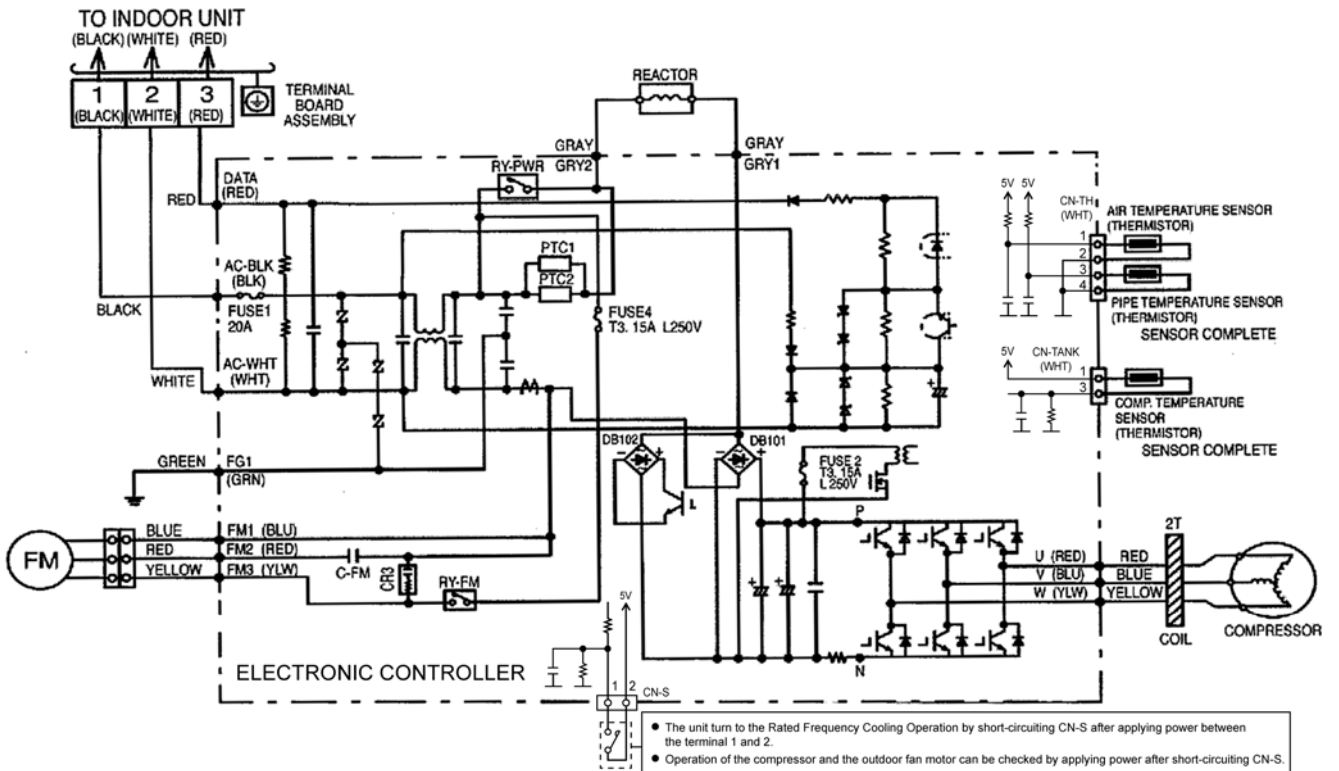 TO INDOOR UNIT
(BLACK) (WHITE) (RED)
1 2 3
(BLACK) (WHITE) (RED)
TERMINAL
BOARD
ASSEMBLY
REACTOR
GRAY GRAY
GRY2 GRY1
RY-PWR
DATA
(RED)
RED
PTC1
PTC2
AC-BLK
(BLK)
BLACK
FUSE1
20A
FUSE4
T3. 15A L250V
AC-WHT
(WHT)
WHITE
5V 5V
CN-TH
(WHT)
AIR TEMPERATURE SENSOR
(THERMISTOR)
1
2
3
4
PIPE TEMPERATURE SENSOR
(THERMISTOR)
SENSOR COMPLETE
5V
CN-TANK
(WHT)
1
3
COMP. TEMPERATURE
SENSOR
(THERMISTOR)
SENSOR COMPLETE
+
DB102 DB101
- + - +
GREEN
FG1
(GRN)
FUSE 2
T3. 15A
L 250V
P
FM
BLUE FM1 (BLU)
RED FM2 (RED)
YELLOW FM3 (YLW)
C-FM
CR3
RY-FM
+ +
U (RED) RED
V (BLU) BLUE
W (YLW) YELLOW
2T
COIL
COMPRESSOR
N
5V
ELECTRONIC CONTROLLER
1 2 CN-S
● The unit turn to the Rated Frequency Cooling Operation by short-circuiting CN-S after applying power between
the terminal 1 and 2.
● Operation of the compressor and the outdoor fan motor can be checked by applying power after short-circuiting CN-S.